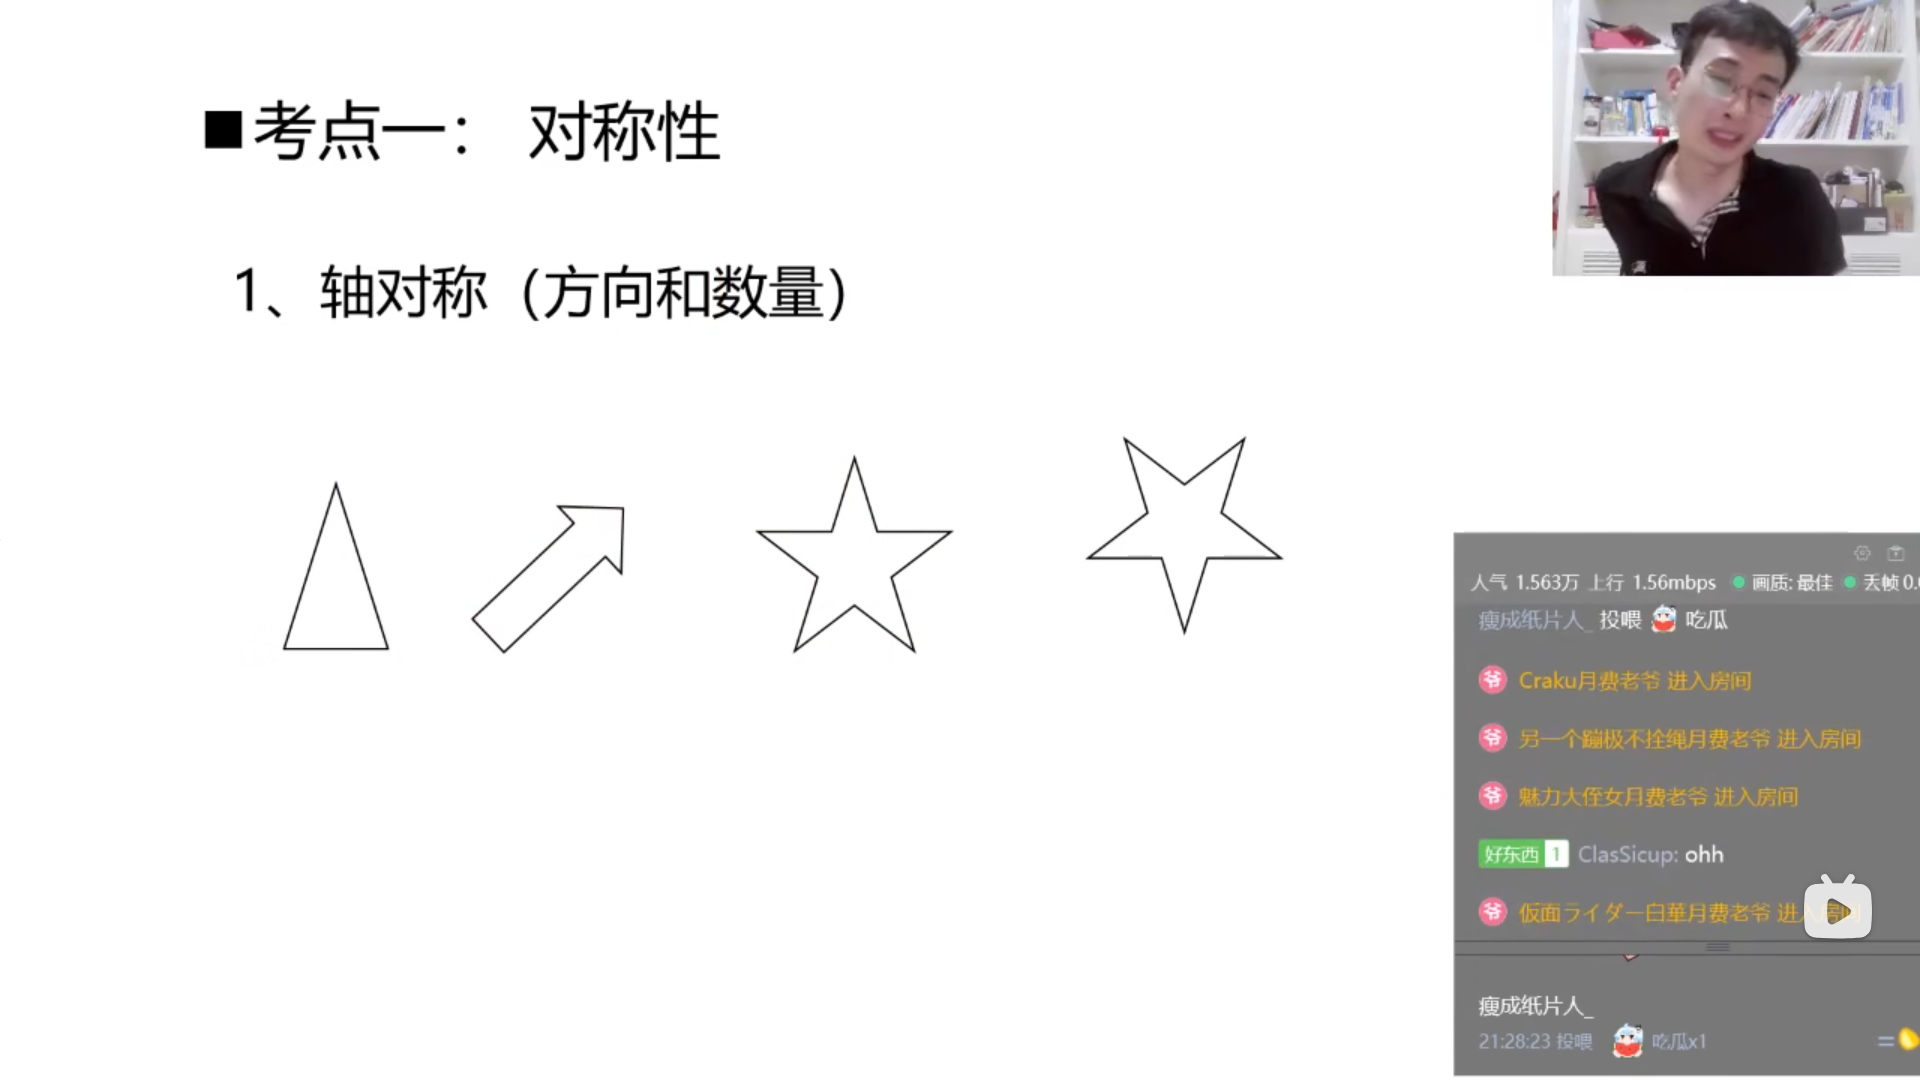 考点一： 对称性
1、轴对称（方向和数量）
人气 1.563万 上行 1.56mbps 画质: 最佳 丢帧 0.
瘦成纸片人_ 投喂 吃瓜
爷 Craku月费老爷 进入房间
爷 另一个蹦极不拴绳月费老爷 进入房间
爷 魅力大侄女月费老爷 进入房间
好东西 1 ClasSicup: ohh
爷 仮面ライダー白菫月费老爷 进入房间
瘦成纸片人_
21:28:23 投喂 吃瓜x1
=